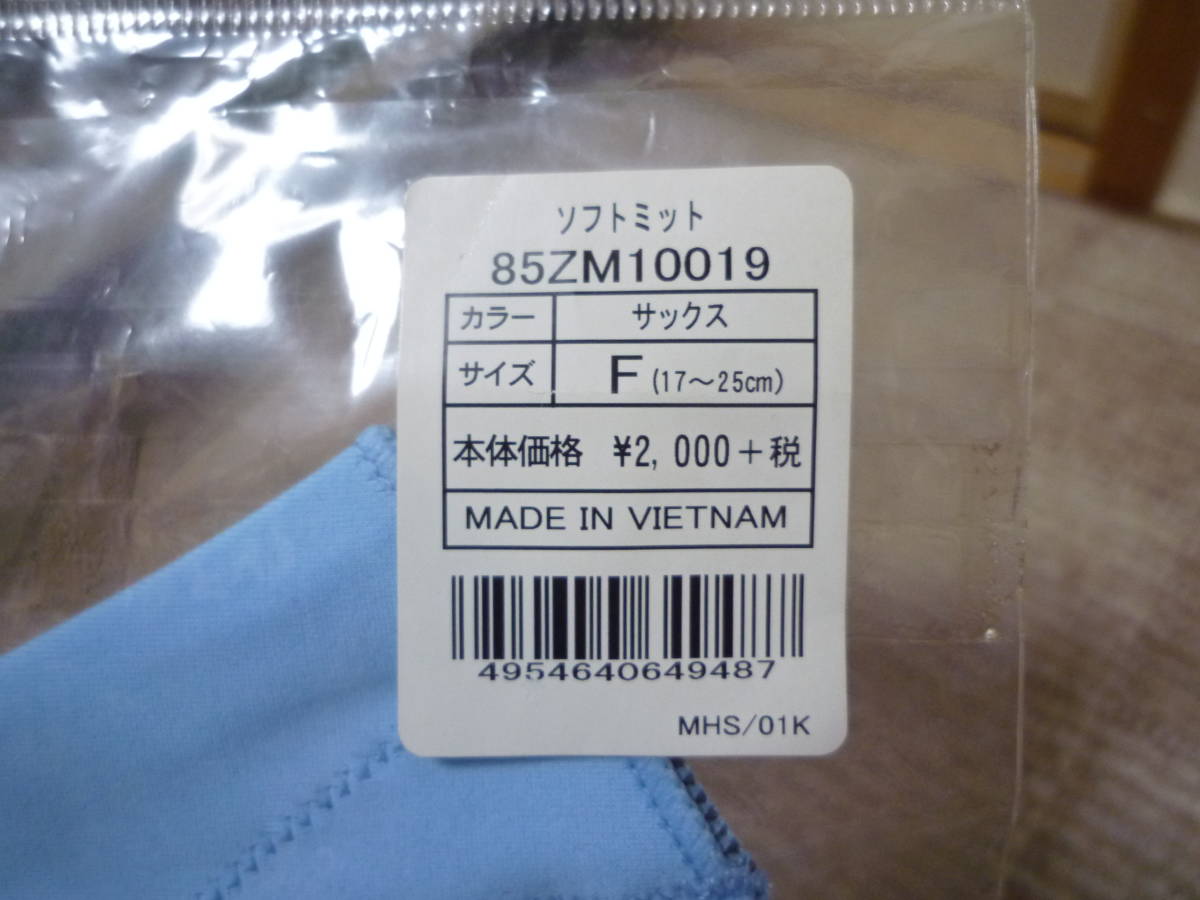 ソフトミット
85ZM10019
カラー サックス
サイズ F (17～25cm)
本体価格 ¥2,000+税
MADE IN VIETNAM
4954640649487
MHS/01K